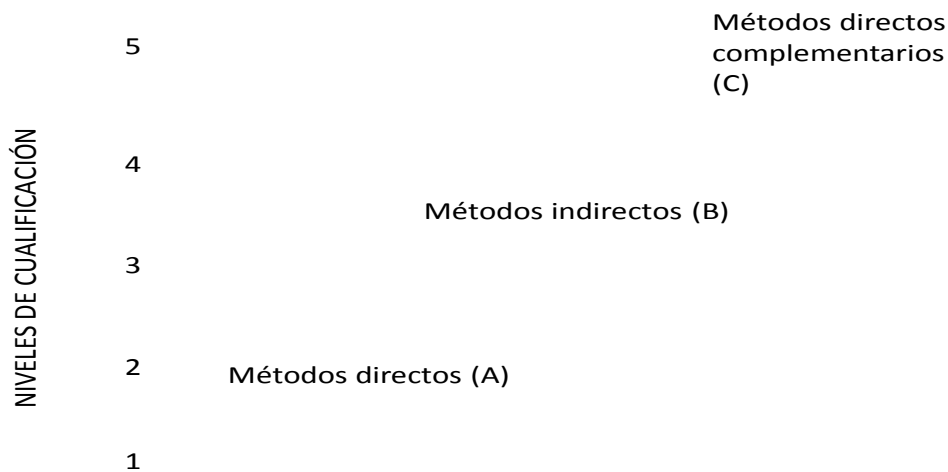 NIVELES DE CUALIFICACIÓN
5
Métodos directos
complementarios
(C)
4
Métodos indirectos (B)
3
2
Métodos directos (A)
1